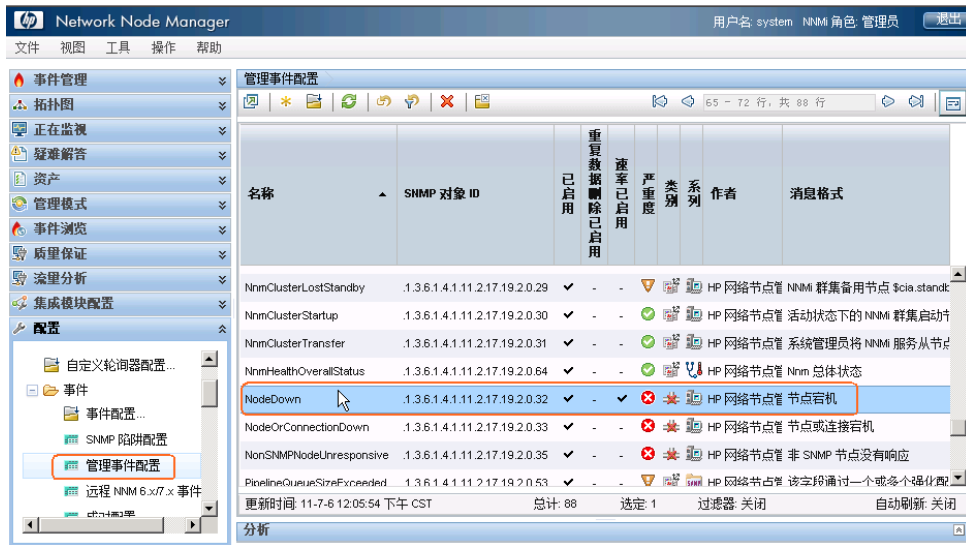 hp Network Node Manager 用户名: system NNMi 角色: 管理员 退出
文件 视图 工具 操作 帮助
事件管理
拓扑图
正在监视
疑难解答
资产
管理模式
事件浏览
质量保证
流里分析
集成模块配置
配置
自定义轮询器配置...
事件
事件配置...
SNMP 陷阱配置
管理事件配置
远程 NNM 6.x/7.x 事件
成对配置
管理事件配置
65 - 72 行, 共 88 行
名称 SNMP 对象 ID 已启用 重复数据删除已启用 速率已启用 严重度 类别 系列 作者 消息格式
NnmClusterLostStandby .1.3.6.1.4.1.11.2.17.19.2.0.29 ✔ - - HP 网络节点管 NNMi 群集备用节点 $cia.standb
NnmClusterStartup .1.3.6.1.4.1.11.2.17.19.2.0.30 ✔ - - HP 网络节点管 活动状态下的 NNMi 群集启动
NnmClusterTransfer .1.3.6.1.4.1.11.2.17.19.2.0.31 ✔ - - HP 网络节点管 系统管理员将 NNMi 服务从节点
NnmHealthOverallStatus .1.3.6.1.4.1.11.2.17.19.2.0.64 ✔ - - HP 网络节点管 Nnm 总体状态
NodeDown .1.3.6.1.4.1.11.2.17.19.2.0.32 ✔ - ✔ HP 网络节点管 节点宕机
NodeOrConnectionDown .1.3.6.1.4.1.11.2.17.19.2.0.33 ✔ - - HP 网络节点管 节点或连接宕机
NonSNMPNodeUnresponsive .1.3.6.1.4.1.11.2.17.19.2.0.35 ✔ - - HP 网络节点管 非 SNMP 节点没有响应
PipelineQueueSizeExceeded .1.3.6.1.4.1.11.2.17.19.2.0.53 ✔ - - HP 网络节点管 该字段通过一个或多个强化配
更新时间: 11-7-6 12:05:54 下午 CST 总计: 88 选定: 1 过滤器: 关闭 自动刷新: 关闭
分析